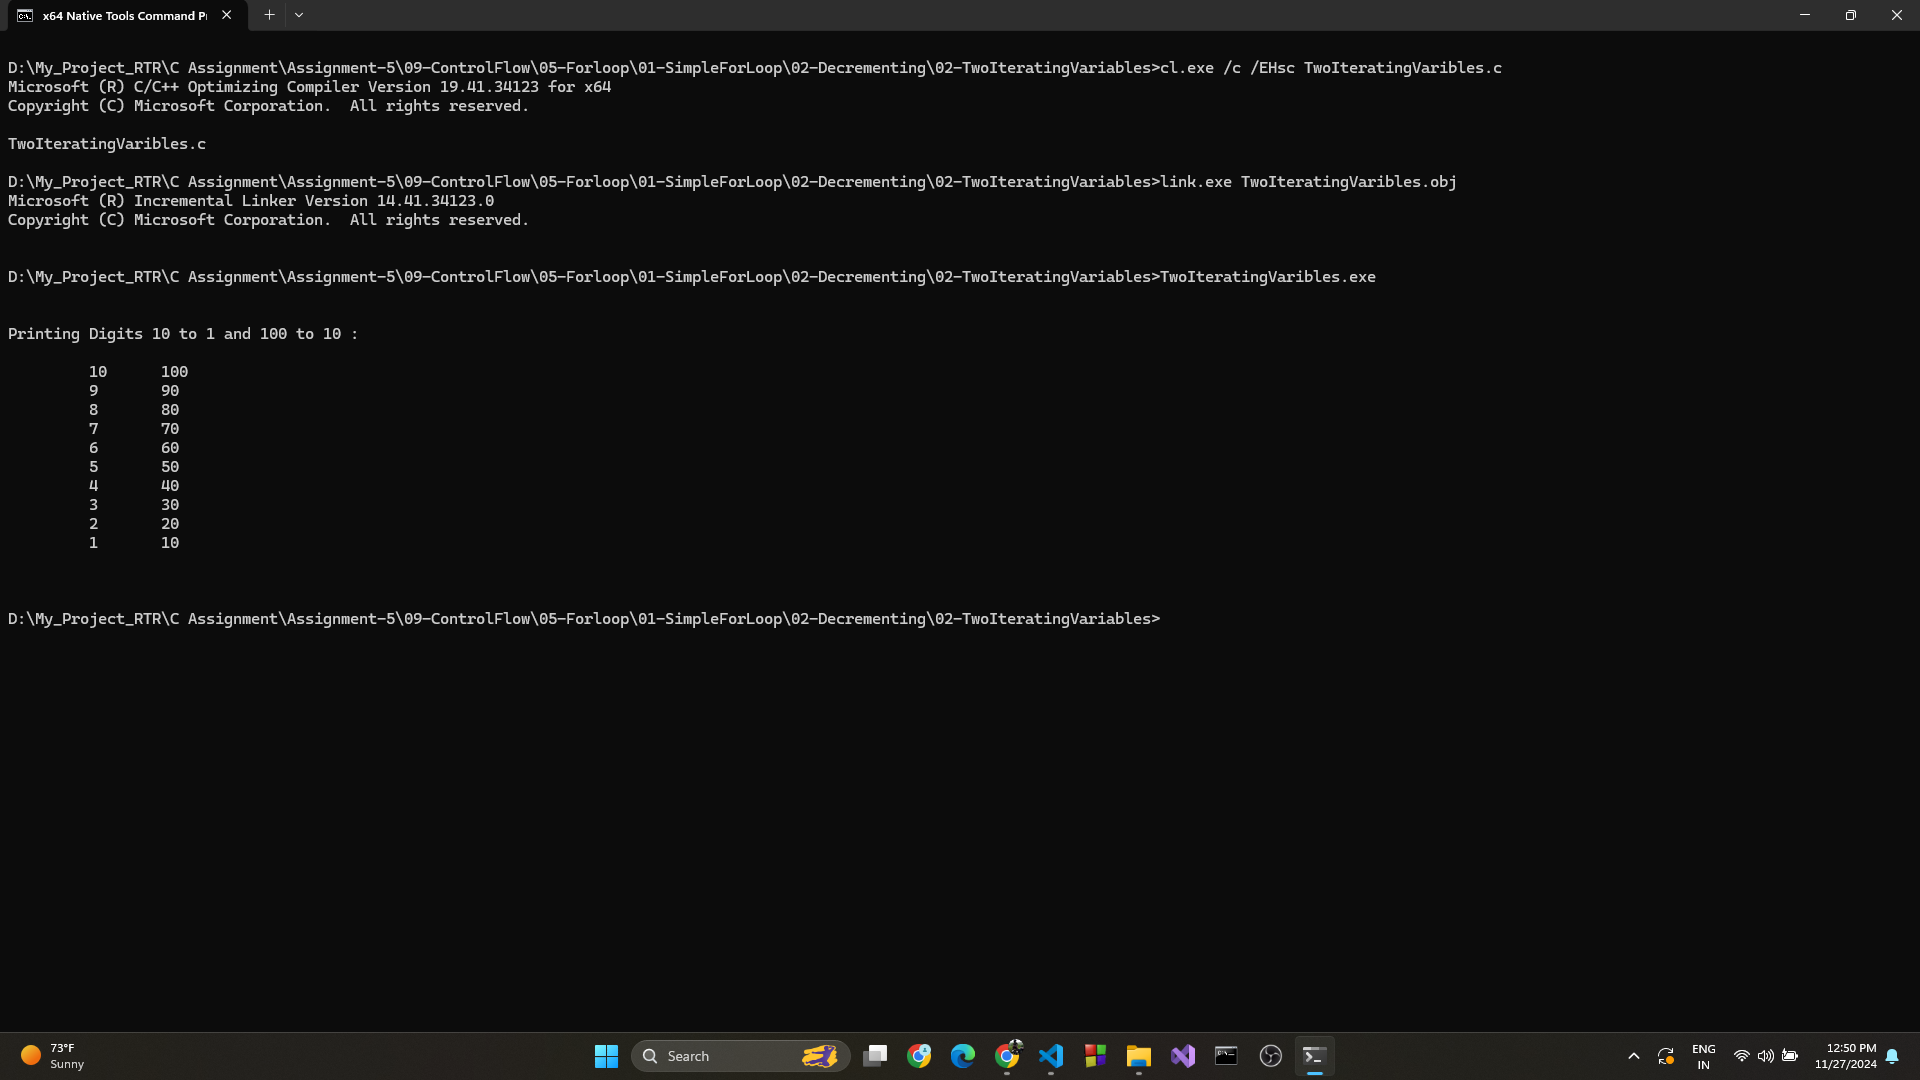 x64 Native Tools Command P
D:\My_Project_RTR\C Assignment\Assignment-5\09-ControlFlow\05-Forloop\01-SimpleForLoop\02-Decrementing\02-TwoIteratingVariables>cl.exe /c /EHsc TwoIteratingVaribles.c
Microsoft (R) C/C++ Optimizing Compiler Version 19.41.34123 for x64
Copyright (C) Microsoft Corporation.  All rights reserved.
TwoIteratingVaribles.c
D:\My_Project_RTR\C Assignment\Assignment-5\09-ControlFlow\05-Forloop\01-SimpleForLoop\02-Decrementing\02-TwoIteratingVariables>link.exe TwoIteratingVaribles.obj
Microsoft (R) Incremental Linker Version 14.41.34123.0
Copyright (C) Microsoft Corporation.  All rights reserved.
D:\My_Project_RTR\C Assignment\Assignment-5\09-ControlFlow\05-Forloop\01-SimpleForLoop\02-Decrementing\02-TwoIteratingVariables>TwoIteratingVaribles.exe
Printing Digits 10 to 1 and 100 to 10 :
10 100
9 90
8 80
7 70
6 60
5 50
4 40
3 30
2 20
1 10
D:\My_Project_RTR\C Assignment\Assignment-5\09-ControlFlow\05-Forloop\01-SimpleForLoop\02-Decrementing\02-TwoIteratingVariables>
73°F
Sunny
Search
ENG
IN
12:50 PM
11/27/2024